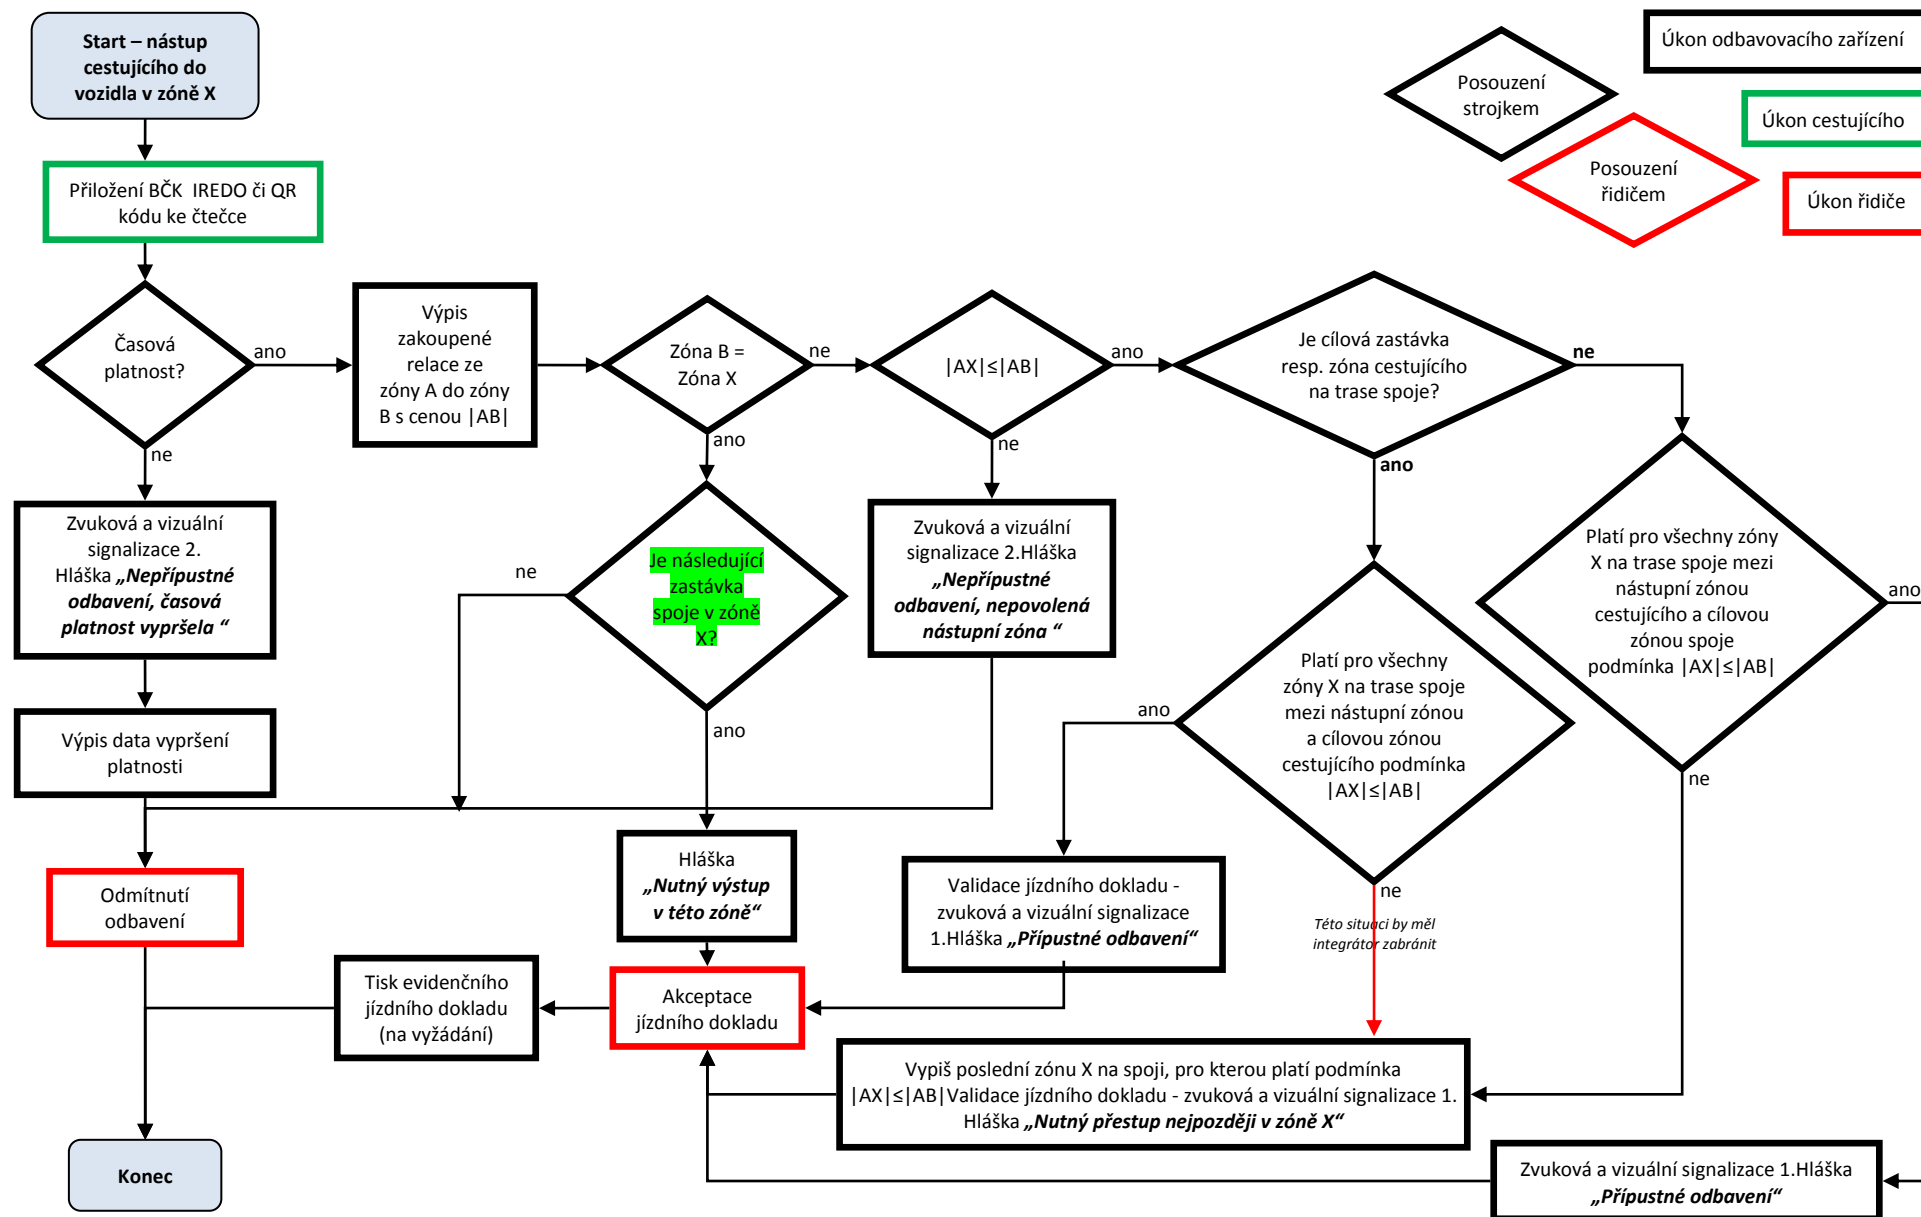 Start – nástup
cestujícího do
vozidla v zóně X
Úkon odbavovacího zařízení
Posouzení
strojkem
Úkon cestujícího
Posouzení
řidičem
Úkon řidiče
Přiložení BČK  IREDO či QR
kódu ke čtečce
Časová
platnost?
ano
ne
Výpis
zakoupené
relace ze
zóny A do zóny
B s cenou |AB|
Zóna B =
Zóna X
ne
ano
|AX|≤|AB|
ano
ne
Je cílová zastávka
resp. zóna cestujícího
na trase spoje?
ne
ano
Zvuková a vizuální
signalizace 2.
Hláška „Nepřípustné
odbavení, časová
platnost vypršela “
ne
Je následující
zastávka
spoje v zóně
X?
ano
Zvuková a vizuální
signalizace 2.Hláška
„Nepřípustné
odbavení, nepovolená
nástupní zóna “
Platí pro všechny zóny
X na trase spoje mezi
nástupní zónou
cestujícího a cílovou
zónou spoje
podmínka |AX|≤|AB|
ano
ne
Platí pro všechny
zóny X na trase spoje
mezi nástupní zónou
a cílovou zónou
cestujícího podmínka
|AX|≤|AB|
ano
ne
Výpis data vypršení
platnosti
Odmítnutí
odbavení
Hláška
„Nutný výstup
v této zóně“
Validace jízdního dokladu -
zvuková a vizuální signalizace
1.Hláška „Přípustné odbavení“
Této situaci by měl
integrátor zabránit
Tisk evidenčního
jízdního dokladu
(na vyžádání)
Akceptace
jízdního dokladu
Vypiš poslední zónu X na spoji, pro kterou platí podmínka
|AX|≤|AB|Validace jízdního dokladu - zvuková a vizuální signalizace 1.
Hláška „Nutný přestup nejpozději v zóně X“
Konec
Zvuková a vizuální signalizace 1.Hláška
„Přípustné odbavení“